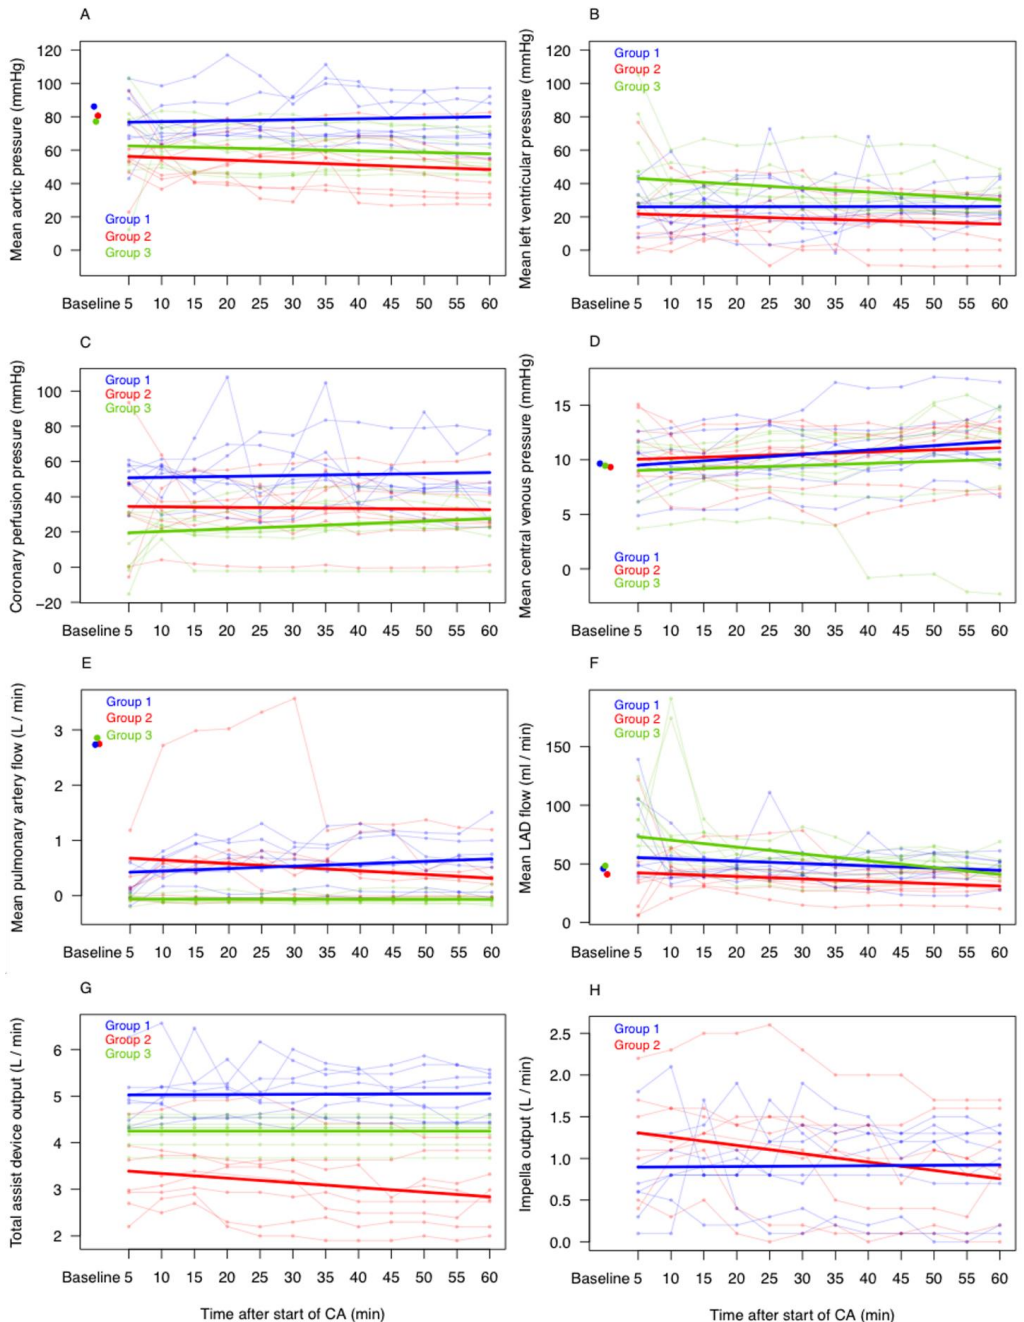 A
Mean aortic pressure (mmHg)
120
100
80
60
40
20
0
Group 1
Group 2
Group 3
Baseline 5 10 15 20 25 30 35 40 45 50 55 60
B
Mean left ventricular pressure (mmHg)
120
100
80
60
40
20
0
Group 1
Group 2
Group 3
Baseline 5 10 15 20 25 30 35 40 45 50 55 60
C
Coronary perfusion pressure (mmHg)
100
80
60
40
20
0
−20
Group 1
Group 2
Group 3
Baseline 5 10 15 20 25 30 35 40 45 50 55 60
D
Mean central venous pressure (mmHg)
15
10
5
0
Group 1
Group 2
Group 3
Baseline 5 10 15 20 25 30 35 40 45 50 55 60
E
Mean pulmonary artery flow (L / min)
3
2
1
0
Group 1
Group 2
Group 3
Baseline 5 10 15 20 25 30 35 40 45 50 55 60
F
Mean LAD flow (ml / min)
150
100
50
0
Group 1
Group 2
Group 3
Baseline 5 10 15 20 25 30 35 40 45 50 55 60
G
Total assist device output (L / min)
6
5
4
3
2
Group 1
Group 2
Group 3
Baseline 5 10 15 20 25 30 35 40 45 50 55 60
Time after start of CA (min)
H
Impella output (L / min)
2.5
2.0
1.5
1.0
0.5
0.0
Group 1
Group 2
Baseline 5 10 15 20 25 30 35 40 45 50 55 60
Time after start of CA (min)